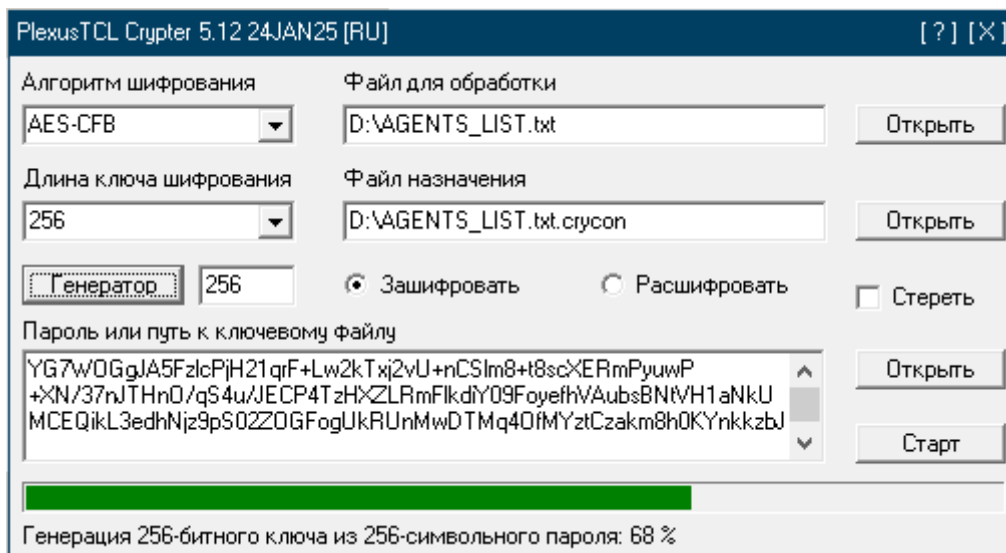 PlexusTCL Crypter 5.12 24JAN25 [RU] [ ? ] [X]
Алгоритм шифрования Файл для обработки
AES-CFB D:\AGENTS_LIST.txt Открыть
Длина ключа шифрования Файл назначения
256 D:\AGENTS_LIST.txt.crycon Открыть
Генератор 256 Зашифровать Расшифровать Стереть
Пароль или путь к ключевому файлу
YG7WOGgJA5FzlcPjH21qrF+Lw2kTxj2vU+nCSlm8+t8scXERmPyuwP
+XN/37nJTHnO/qS4u/JECP4TzHXZLRmFlkdiY09FoyefhVAubsBNtVH1aNkU
MCEQikL3edhNjz9pS02ZOGFogUkRUnMwDTMq4OfMYztCzakm8h0KYnkkzbJ
Открыть
Старт
Генерация 256-битного ключа из 256-символьного пароля: 68 %